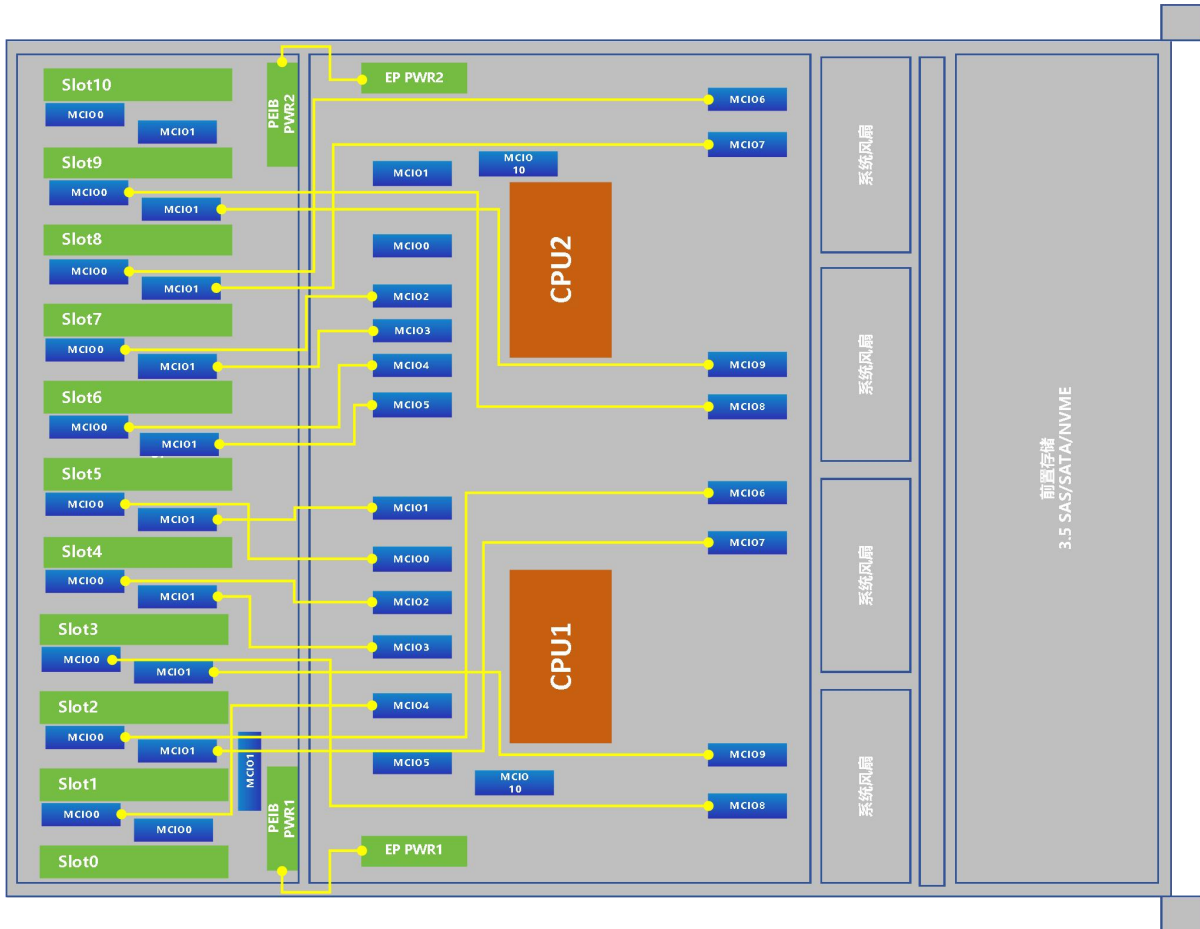 Slot10
MCIO0
MCIO1
Slot9
MCIO0
MCIO1
Slot8
MCIO0
MCIO1
Slot7
MCIO0
MCIO1
Slot6
MCIO0
MCIO1
Slot5
MCIO0
MCIO1
Slot4
MCIO0
MCIO1
Slot3
MCIO0
MCIO1
Slot2
MCIO0
MCIO1
MCIO1
Slot1
MCIO0
MCIO0
Slot0
PEIB
PWR2
PEIB
PWR1
EP PWR2
MCIO1
MCIO
10
MCIO0
MCIO2
MCIO3
MCIO4
MCIO5
CPU2
MCIO6
MCIO7
MCIO9
MCIO8
MCIO1
MCIO0
MCIO2
MCIO3
MCIO4
MCIO5
MCIO
10
CPU1
MCIO6
MCIO7
MCIO9
MCIO8
EP PWR1
系统风扇
系统风扇
系统风扇
系统风扇
前置存储
3.5 SAS/SATA/NVME